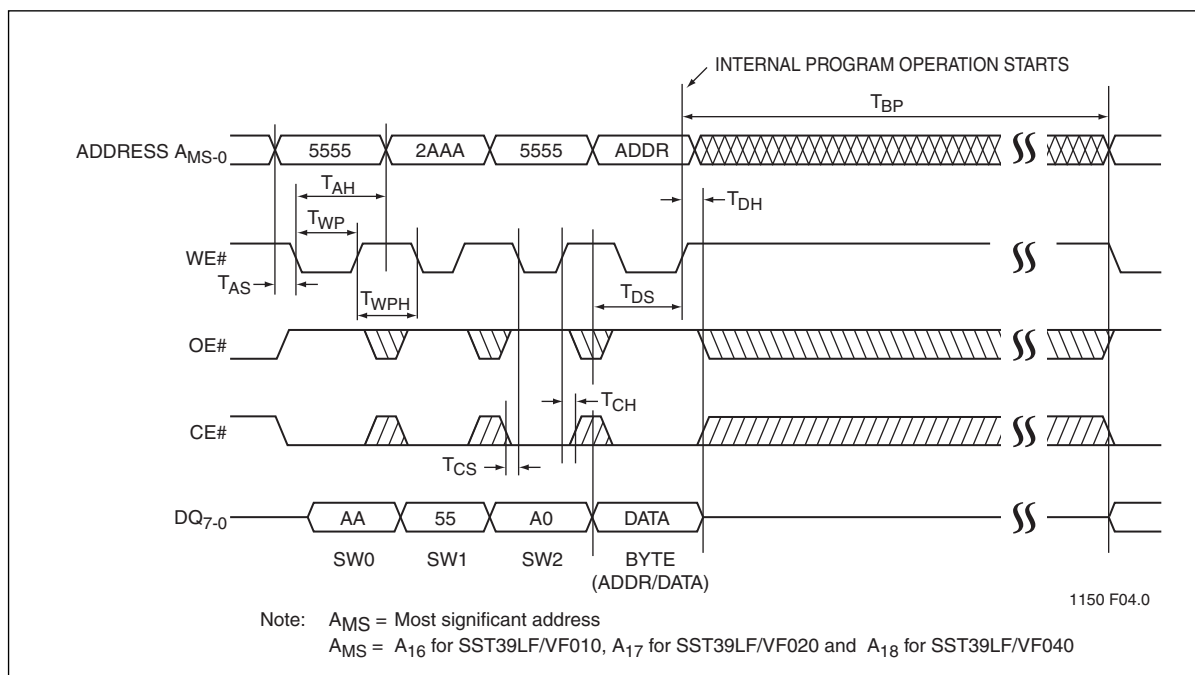 INTERNAL PROGRAM OPERATION STARTS
TBP
ADDRESS AMS-0
5555 2AAA 5555 ADDR
TAH
TDH
TWP
WE#
TAS
TWPH
TDS
OE#
TCH
CE#
TCS
DQ7-0
AA 55 A0 DATA
SW0 SW1 SW2 BYTE
(ADDR/DATA)
1150 F04.0
Note: AMS = Most significant address
AMS = A16 for SST39LF/VF010, A17 for SST39LF/VF020 and A18 for SST39LF/VF040